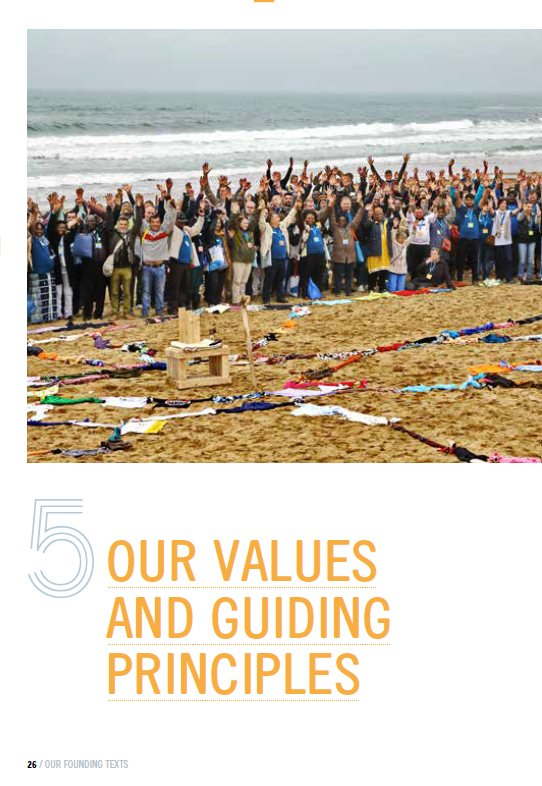 5
OUR VALUES
AND GUIDING
PRINCIPLES
26 / OUR FOUNDING TEXTS